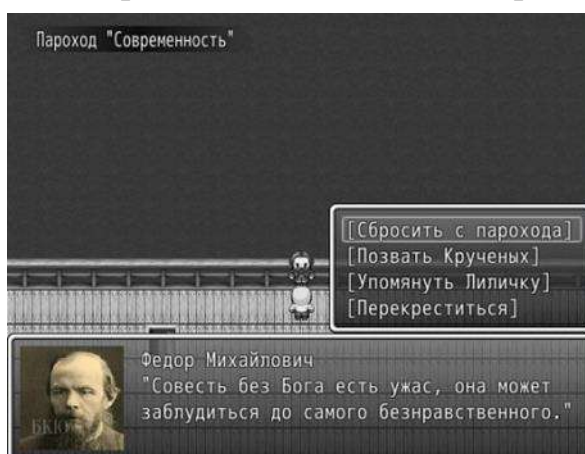 Пароход "Современность"
[Сбросить с парохода]
[Позвать Крученых]
[Упомянуть Лиличку]
[Перекреститься]
Федор Михайлович
"Совесть без Бога есть ужас, она может
заблудиться до самого безнравственного."